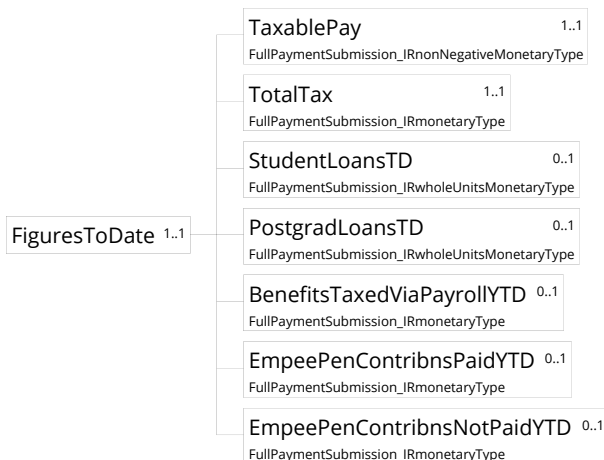 TaxablePay 1..1
FullPaymentSubmission_IRnonNegativeMonetaryType
TotalTax 1..1
FullPaymentSubmission_IRmonetaryType
StudentLoansTD 0..1
FullPaymentSubmission_IRwholeUnitsMonetaryType
FiguresToDate 1..1
PostgradLoansTD 0..1
FullPaymentSubmission_IRwholeUnitsMonetaryType
BenefitsTaxedViaPayrollYTD 0..1
FullPaymentSubmission_IRmonetaryType
EmpeePenContribnsPaidYTD 0..1
FullPaymentSubmission_IRmonetaryType
EmpeePenContribnsNotPaidYTD 0..1
FullPaymentSubmission_IRmonetaryType